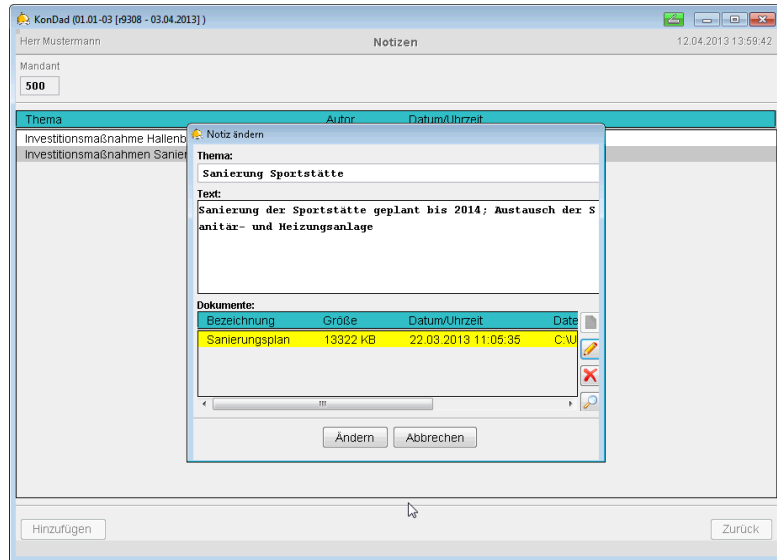 KonDad (01.01-03 [r9308 - 03.04.2013] )
Herr Mustermann Notizen 12.04.2013 13:59:42
Mandant
500
Thema Autor Datum/Uhrzeit
Investitionsmaßnahme Hallenb
Investitionsmaßnahmen Sanier
Notiz ändern
Thema:
Sanierung Sportstätte
Text:
Sanierung der Sportstätte geplant bis 2014; Austausch der S
anitär- und Heizungsanlage
Dokumente:
Bezeichnung Größe Datum/Uhrzeit Date
Sanierungsplan 13322 KB 22.03.2013 11:05:35 C:\U
Ändern Abbrechen
Hinzufügen Zurück